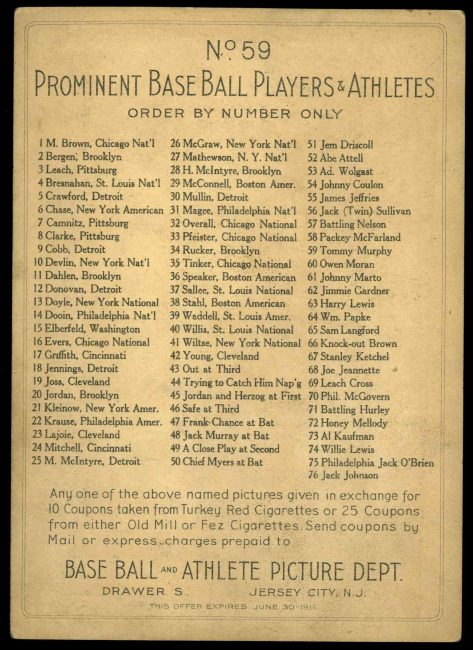 No 59
PROMINENT BASE BALL PLAYERS & ATHLETES
ORDER BY NUMBER ONLY
1 M. Brown, Chicago Nat'l
2 Bergen, Brooklyn
3 Leach, Pittsburg
4 Bresnahan, St. Louis Nat'l
5 Crawford, Detroit
6 Chase, New York American
7 Camnitz, Pittsburg
8 Clarke, Pittsburg
9 Cobb, Detroit
10 Devlin, New York Nat'l
11 Dahlen, Brooklyn
12 Donovan, Detroit
13 Doyle, New York National
14 Dooin, Philadelphia Nat'l
15 Elberfeld, Washington
16 Evers, Chicago National
17 Griffith, Cincinnati
18 Jennings, Detroit
19 Joss, Cleveland
20 Jordan, Brooklyn
21 Kleinow, New York Amer.
22 Krause, Philadelphia Amer.
23 Lajoie, Cleveland
24 Mitchell, Cincinnati
25 M. McIntyre, Detroit
26 McGraw, New York Nat'l
27 Mathewson, N. Y. Nat'l
28 H. McIntyre, Brooklyn
29 McConnell, Boston Amer.
30 Mullin, Detroit
31 Magee, Philadelphia Nat'l
32 Overall, Chicago National
33 Pfeister, Chicago National
34 Rucker, Brooklyn
35 Tinker, Chicago National
36 Speaker, Boston American
37 Sallee, St. Louis National
38 Stahl, Boston American
39 Waddell, St. Louis Amer.
40 Willis, St. Louis National
41 Wiltse, New York National
42 Young, Cleveland
43 Out at Third
44 Trying to Catch Him Nap'g
45 Jordan and Herzog at First
46 Safe at Third
47 Frank-Chance at Bat
48 Jack Murray at Bat
49 A Close Play at Second
50 Chief Myers at Bat
51 Jem Driscoll
52 Abe Attell
53 Ad. Wolgast
54 Johnny Coulon
55 James Jeffries
56 Jack (Twin) Sullivan
57 Battling Nelson
58 Packey McFarland
59 Tommy Murphy
60 Owen Moran
61 Johnny Marto
62 Jimmie Gardner
63 Harry Lewis
64 Wm. Papke
65 Sam Langford
66 Knock-out Brown
67 Stanley Ketchel
68 Joe Jeannette
69 Leach Cross
70 Phil. McGovern
71 Battling Hurley
72 Honey Mellody
73 Al Kaufman
74 Willie Lewis
75 Philadelphia Jack O'Brien
76 Jack Johnson
Any one of the above named pictures given in exchange for
10 Coupons taken from Turkey Red Cigarettes or 25 Coupons
from either Old Mill or Fez Cigarettes. Send coupons by
Mail or express. charges prepaid to
BASE BALL AND ATHLETE PICTURE DEPT.
DRAWER S. JERSEY CITY, N.J.
THIS OFFER EXPIRES JUNE 30-1911